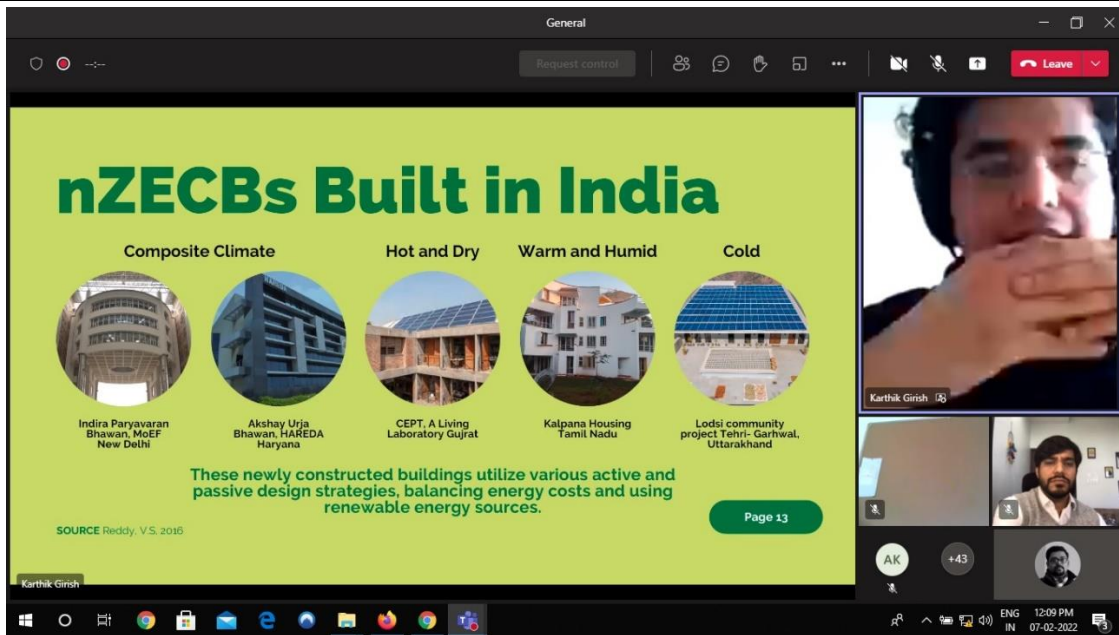 General
--:--
Request control
Leave
nZECBs Built in India
Composite Climate
Hot and Dry
Warm and Humid
Cold
Indira Paryavaran
Bhawan, MoEF
New Delhi
Akshay Urja
Bhawan, HAREDA
Haryana
CEPT, A Living
Laboratory Gujrat
Kalpana Housing
Tamil Nadu
Lodsi community
project Tehri- Garhwal,
Uttarakhand
These newly constructed buildings utilize various active and
passive design strategies, balancing energy costs and using
renewable energy sources.
SOURCE Reddy, V.S. 2016
Page 13
Karthik Girish
Karthik Girish
AK
+43
ENG
IN
12:09 PM
07-02-2022
3